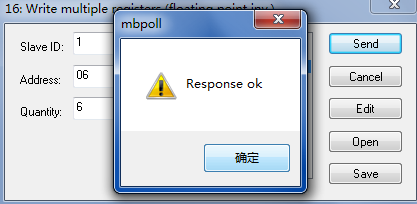 16: Write multiple registers (floating point inv.)
Slave ID:
1
Address:
06
Quantity:
6
Send
Cancel
Edit
Open
Save
mbpoll
Response ok
确定